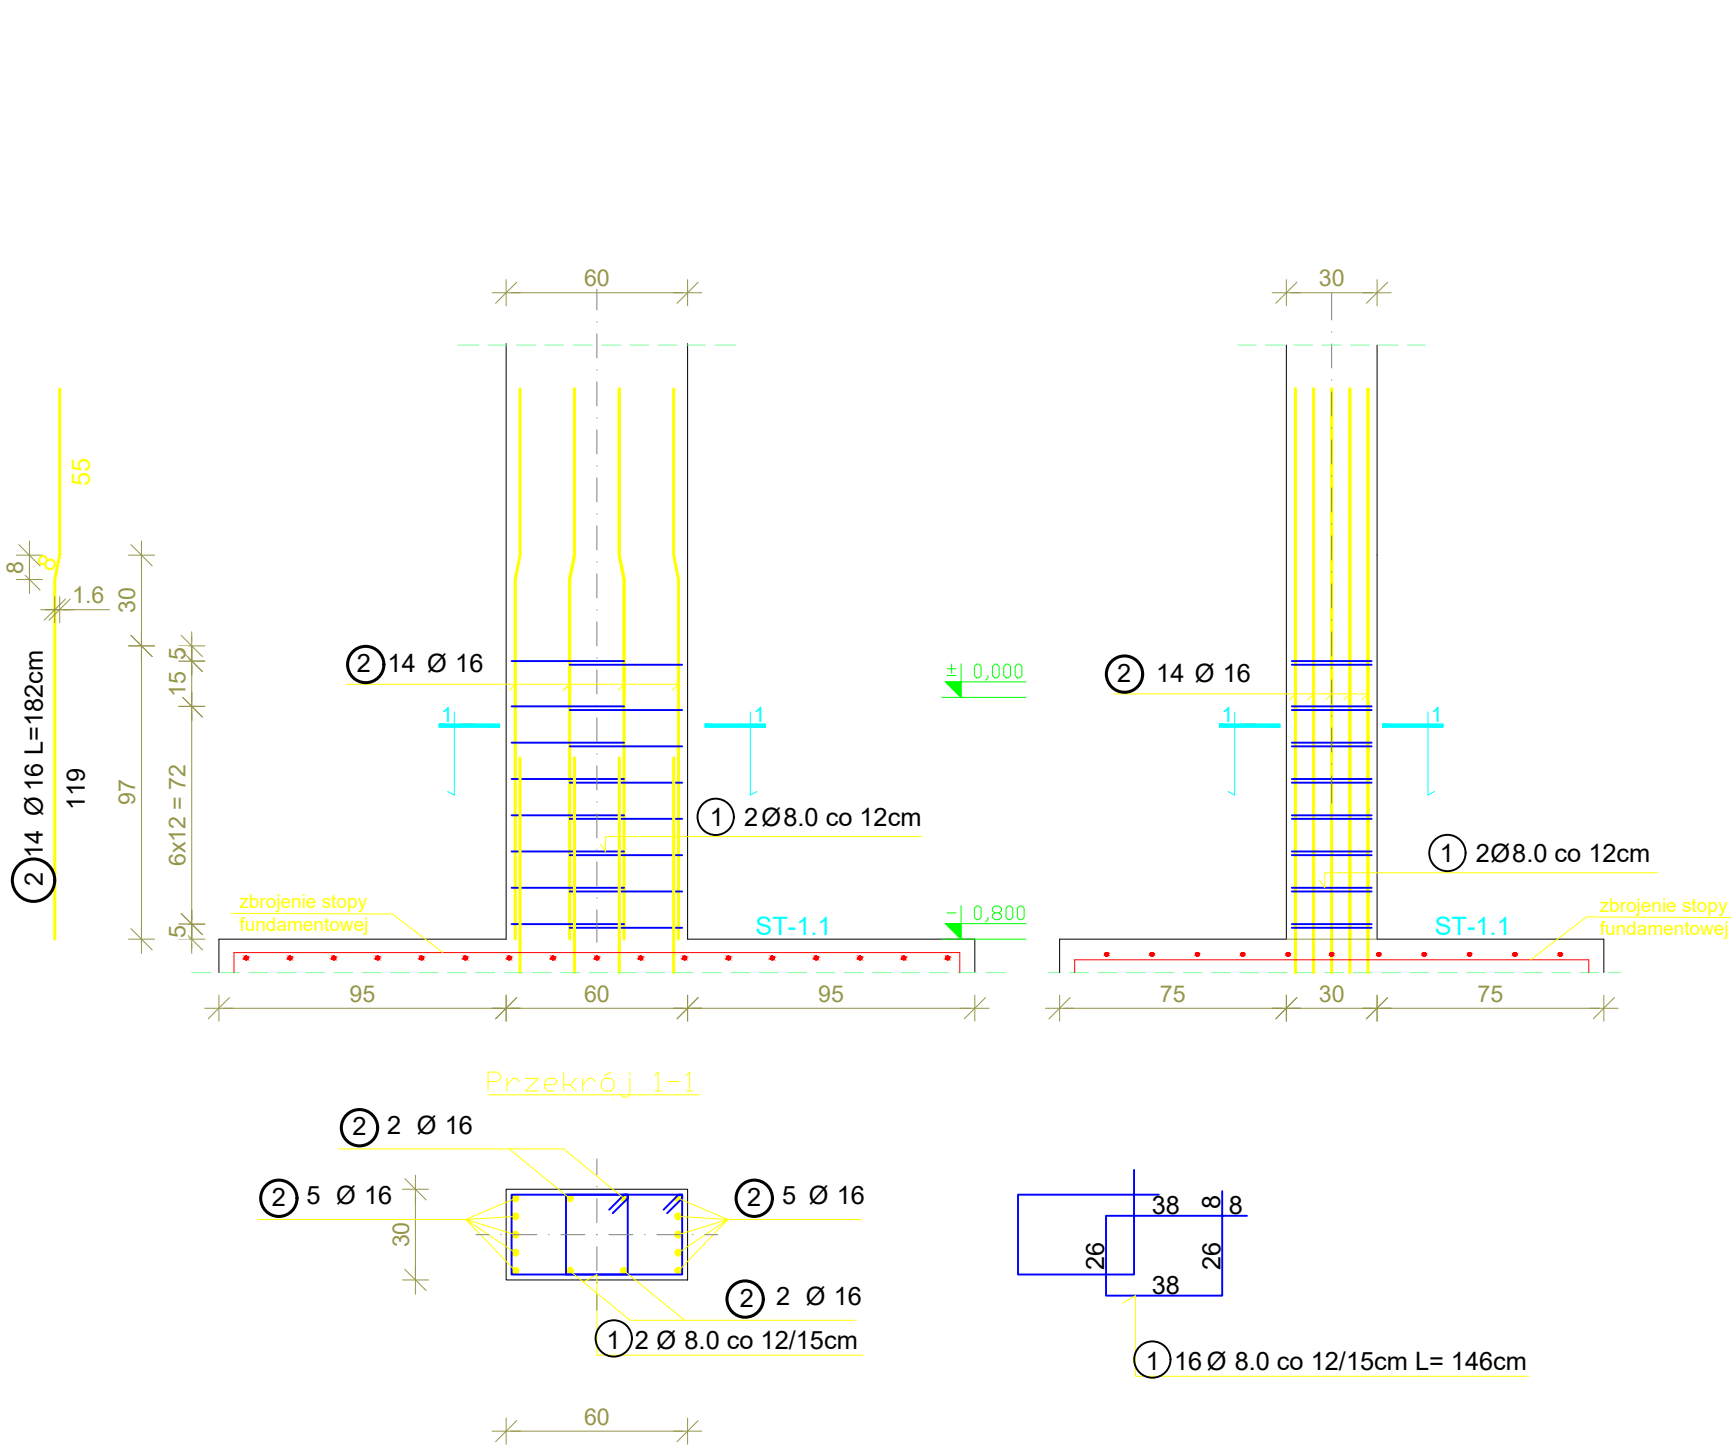 60
30
55
8
8
1.6
30
5
15
2 14 Ø 16 L=182cm
119
97
6x12 = 72
5
2 14 Ø 16
1
1
±| 0,000
2 14 Ø 16
1
1
1 2Ø8.0 co 12cm
1 2Ø8.0 co 12cm
zbrojenie stopy
fundamentowej
ST-1.1
-| 0,800
ST-1.1
zbrojenie stopy
fundamentowej
95
60
95
75
30
75
Przekrój 1-1
2 2 Ø 16
2 5 Ø 16
2 5 Ø 16
30
2 2 Ø 16
1 2 Ø 8.0 co 12/15cm
60
38
8
8
26
26
38
1 16 Ø 8.0 co 12/15cm L= 146cm